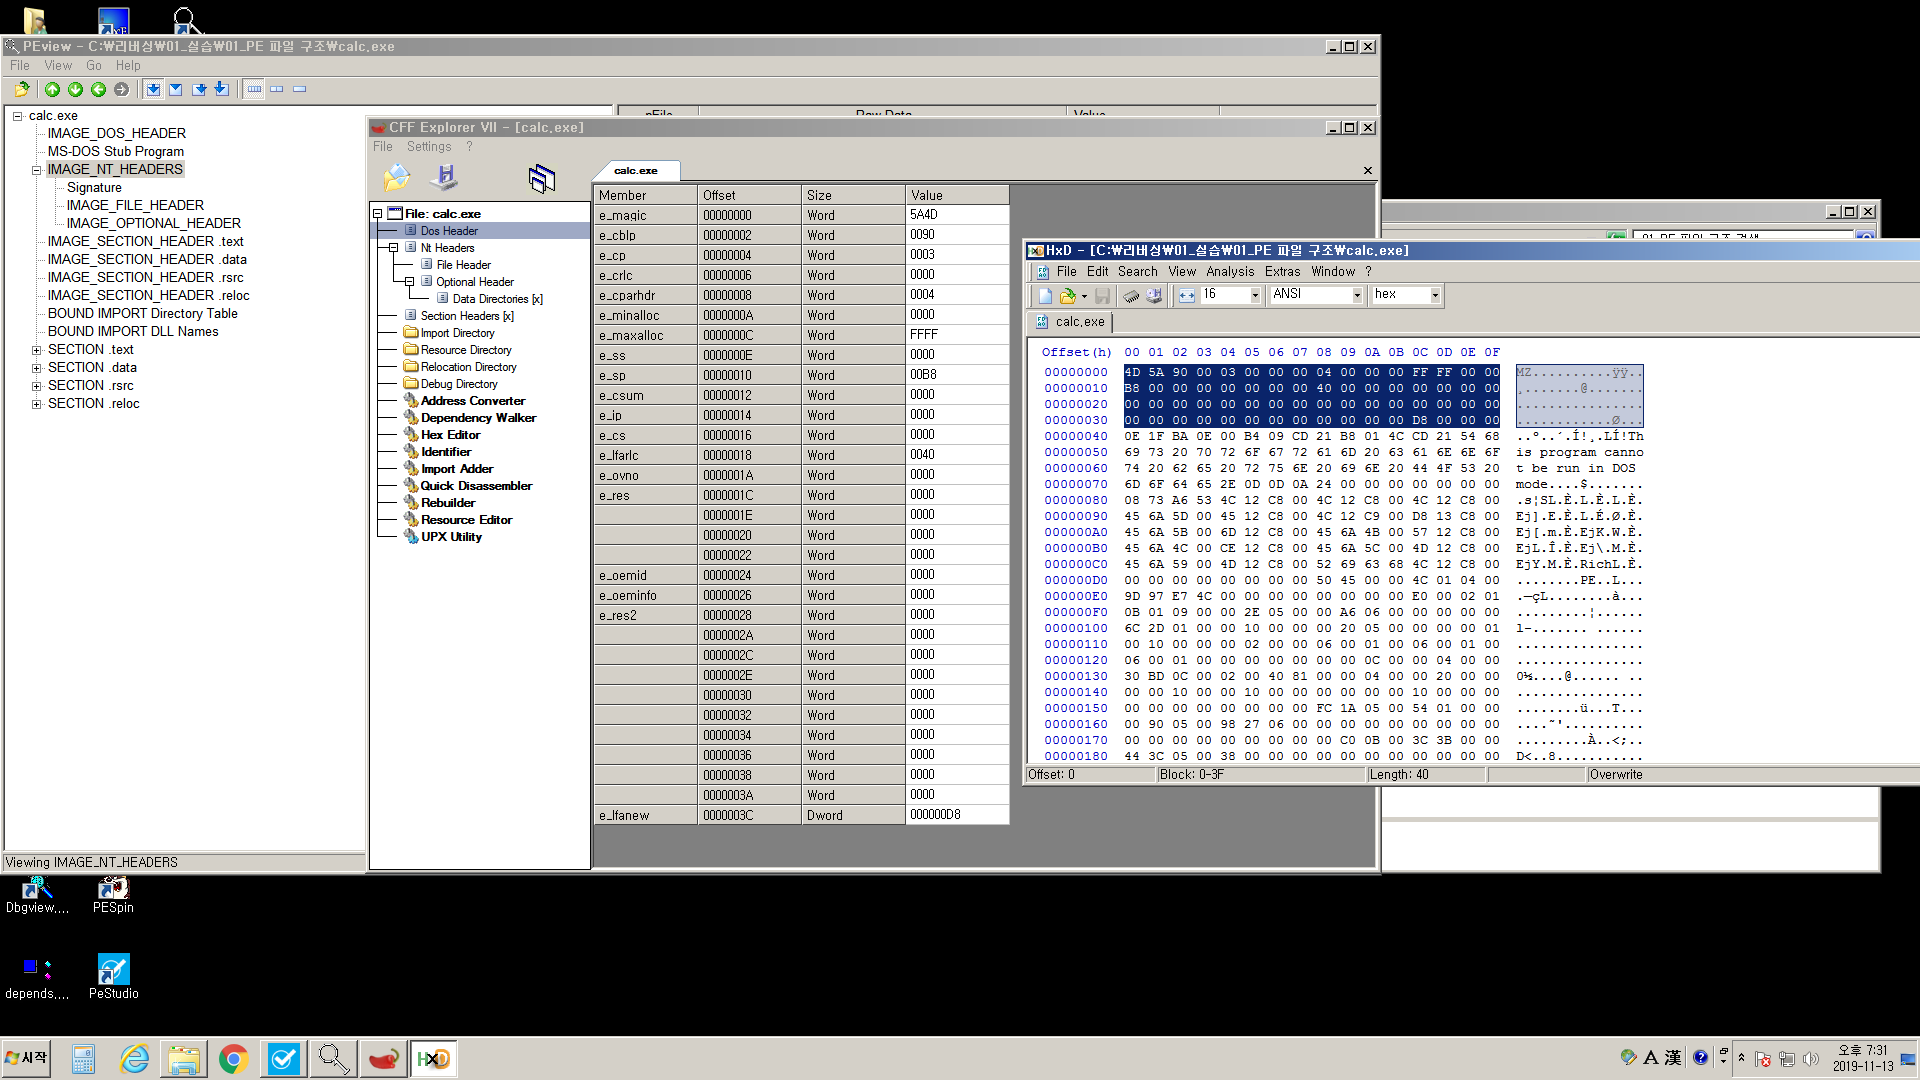 PEview - C:₩리버싱₩01_실습₩01_PE 파일 구조₩calc.exe
File View Go Help
pFile Raw Data Value
calc.exe
IMAGE_DOS_HEADER
MS-DOS Stub Program
IMAGE_NT_HEADERS
Signature
IMAGE_FILE_HEADER
IMAGE_OPTIONAL_HEADER
IMAGE_SECTION_HEADER .text
IMAGE_SECTION_HEADER .data
IMAGE_SECTION_HEADER .rsrc
IMAGE_SECTION_HEADER .reloc
BOUND IMPORT Directory Table
BOUND IMPORT DLL Names
SECTION .text
SECTION .data
SECTION .rsrc
SECTION .reloc
Viewing IMAGE_NT_HEADERS
CFF Explorer VII - [calc.exe]
File Settings ?
calc.exe
File: calc.exe
Dos Header
Nt Headers
File Header
Optional Header
Data Directories [x]
Section Headers [x]
Import Directory
Resource Directory
Relocation Directory
Debug Directory
Address Converter
Dependency Walker
Hex Editor
Identifier
Import Adder
Quick Disassembler
Rebuilder
Resource Editor
UPX Utility
Member Offset Size Value
e_magic 00000000 Word 5A4D
e_cblp 00000002 Word 0090
e_cp 00000004 Word 0003
e_crlc 00000006 Word 0000
e_cparhdr 00000008 Word 0004
e_minalloc 0000000A Word 0000
e_maxalloc 0000000C Word FFFF
e_ss 0000000E Word 0000
e_sp 00000010 Word 00B8
e_csum 00000012 Word 0000
e_ip 00000014 Word 0000
e_cs 00000016 Word 0000
e_lfarlc 00000018 Word 0040
e_ovno 0000001A Word 0000
e_res 0000001C Word 0000
0000001E Word 0000
00000020 Word 0000
00000022 Word 0000
e_oemid 00000024 Word 0000
e_oeminfo 00000026 Word 0000
e_res2 00000028 Word 0000
0000002A Word 0000
0000002C Word 0000
0000002E Word 0000
00000030 Word 0000
00000032 Word 0000
00000034 Word 0000
00000036 Word 0000
00000038 Word 0000
0000003A Word 0000
e_lfanew 0000003C Dword 000000D8
01_PE 파일 구조 검색
HxD - [C:₩리버싱₩01_실습₩01_PE 파일 구조₩calc.exe]
File Edit Search View Analysis Extras Window ?
16 ANSI hex
calc.exe
Offset(h) 00 01 02 03 04 05 06 07 08 09 0A 0B 0C 0D 0E 0F
00000000 4D 5A 90 00 03 00 00 00 04 00 00 00 FF FF 00 00 MZ..........ÿÿ..
00000010 B8 00 00 00 00 00 00 00 40 00 00 00 00 00 00 00 ¸.......@.......
00000020 00 00 00 00 00 00 00 00 00 00 00 00 00 00 00 00 ................
00000030 00 00 00 00 00 00 00 00 00 00 00 00 D8 00 00 00 ............Ø...
00000040 0E 1F BA 0E 00 B4 09 CD 21 B8 01 4C CD 21 54 68 ..º..´.Í!¸.LÍ!Th
00000050 69 73 20 70 72 6F 67 72 61 6D 20 63 61 6E 6E 6F is program canno
00000060 74 20 62 65 20 72 75 6E 20 69 6E 20 44 4F 53 20 t be run in DOS
00000070 6D 6F 64 65 2E 0D 0D 0A 24 00 00 00 00 00 00 00 mode....$.......
00000080 08 73 A6 53 4C 12 C8 00 4C 12 C8 00 4C 12 C8 00 .s¦SL.È.L.È.L.È.
00000090 45 6A 5D 00 45 12 C8 00 4C 12 C9 00 D8 13 C8 00 Ej].E.È.L.É.Ø.È.
000000A0 45 6A 5B 00 6D 12 C8 00 45 6A 4B 00 57 12 C8 00 Ej[.m.È.EjK.W.È.
000000B0 45 6A 4C 00 CE 12 C8 00 45 6A 5C 00 4D 12 C8 00 EjL.Î.È.Ej\.M.È.
000000C0 45 6A 59 00 4D 12 C8 00 52 69 63 68 4C 12 C8 00 EjY.M.È.RichL.È.
000000D0 00 00 00 00 00 00 00 00 50 45 00 00 4C 01 04 00 ........PE..L...
000000E0 9D 97 E7 4C 00 00 00 00 00 00 00 00 E0 00 02 01 .—çL........à...
000000F0 0B 01 09 00 00 2E 05 00 00 A6 06 00 00 00 00 00 .........¦......
00000100 6C 2D 01 00 00 10 00 00 00 20 05 00 00 00 00 01 l-....... ......
00000110 00 10 00 00 00 02 00 00 06 00 01 00 06 00 01 00 ................
00000120 06 00 01 00 00 00 00 00 00 00 0C 00 00 04 00 00 ................
00000130 30 BD 0C 00 02 00 40 81 00 00 04 00 00 20 00 00 0½....@...... ..
00000140 00 00 10 00 00 10 00 00 00 00 00 00 10 00 00 00 ................
00000150 00 00 00 00 00 00 00 00 FC 1A 05 00 54 01 00 00 ........ü...T...
00000160 00 90 05 00 98 27 06 00 00 00 00 00 00 00 00 00 ....˜'..........
00000170 00 00 00 00 00 00 00 00 00 C0 0B 00 3C 3B 00 00 .........À..<;..
00000180 44 3C 05 00 38 00 00 00 00 00 00 00 00 00 00 00 D<..8...........
Offset: 0 Block: 0-3F Length: 40 Overwrite
Dbgview,... PESpin
depends,... PeStudio
시작
A 漢
오후 7:31
2019-11-13